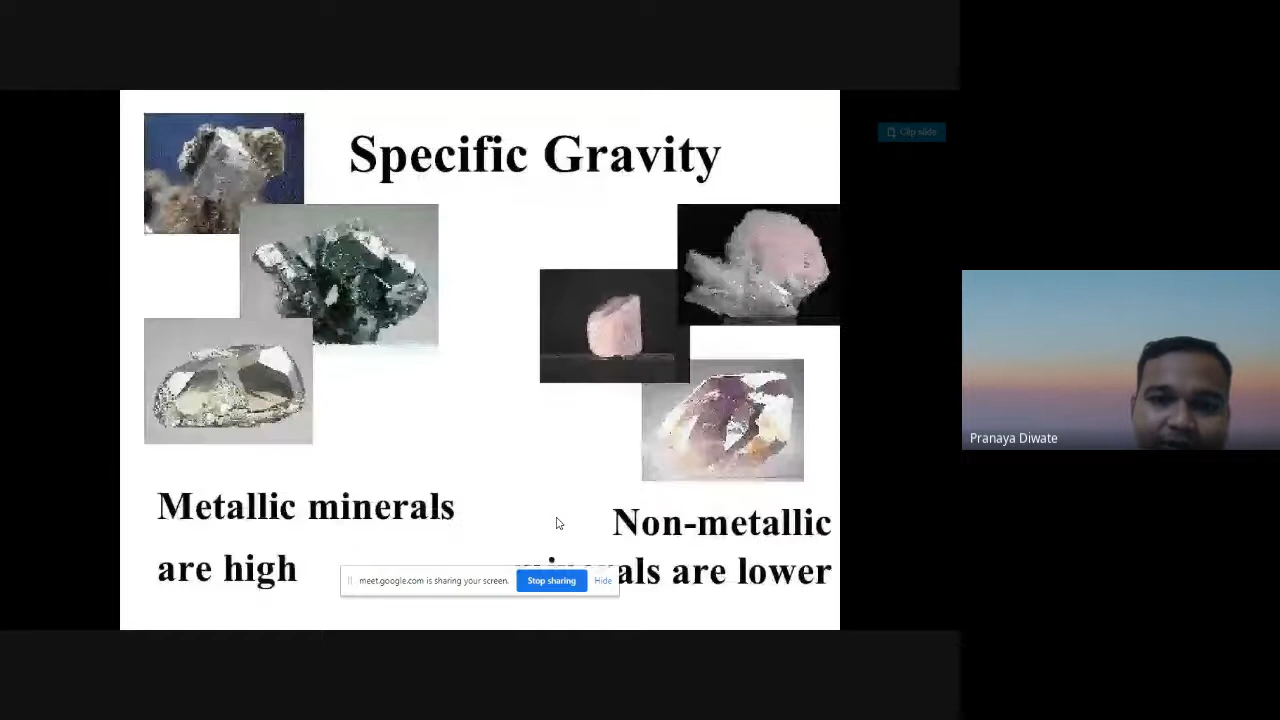 Clip slide
Specific Gravity
Pranaya Diwate
Metallic minerals
are high
Non-metallic
are lower
meet.google.com is sharing your screen.
Stop sharing
Hide